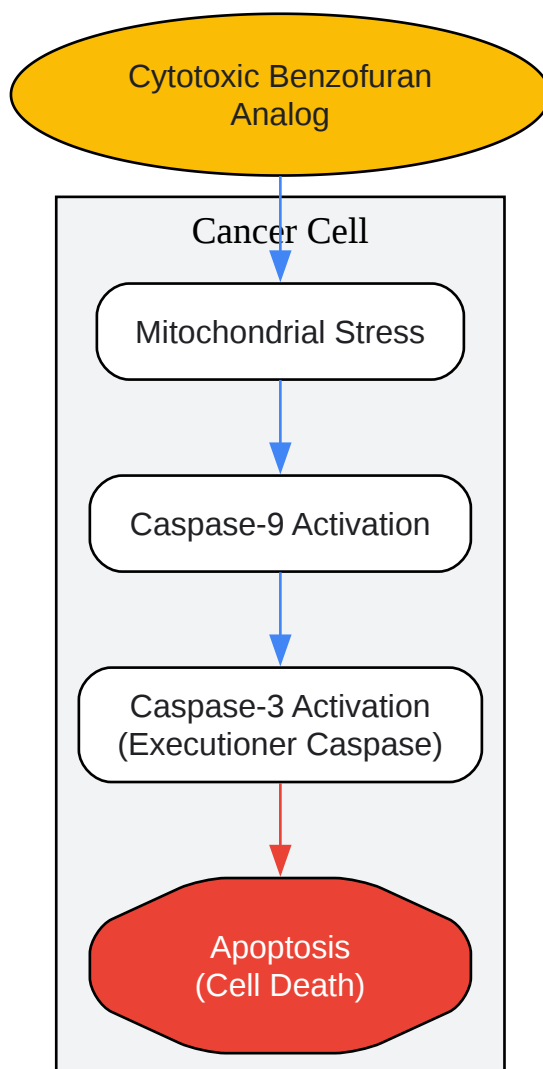 Cytotoxic Benzofuran
Analog
Cancer Cell
Mitochondrial Stress
Caspase-9 Activation
Caspase-3 Activation
(Executioner Caspase)
Apoptosis
(Cell Death)